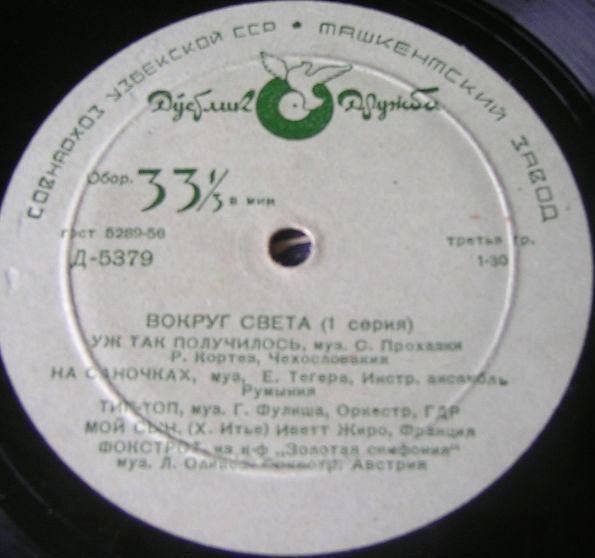 СОВНАРХОЗ УЗБЕКСКОЙ ССР • ТАШКЕНТСКИЙ ЗАВОД
Дўстлик Дружба
Обор. 33 1/3 в мин
гост 5289-56
Д-5379
третья гр.
1-30
ВОКРУГ СВЕТА (1 серия)
УЖ ТАК ПОЛУЧИЛОСЬ, муз. С. Прохазки
Р. Кортез, Чехословакия
НА САНОЧКАХ, муз. Е. Тегера, Инстр. ансамбль
Румыния
ТИП-ТОП, муз. Г. Фулиша, Оркестр, ГДР
МОЙ СЫН, (Х. Итье) Иветт Жиро, Франция
ФОКСТРОТ, из к-ф „Золотая симфония"
муз. Л. Австрия